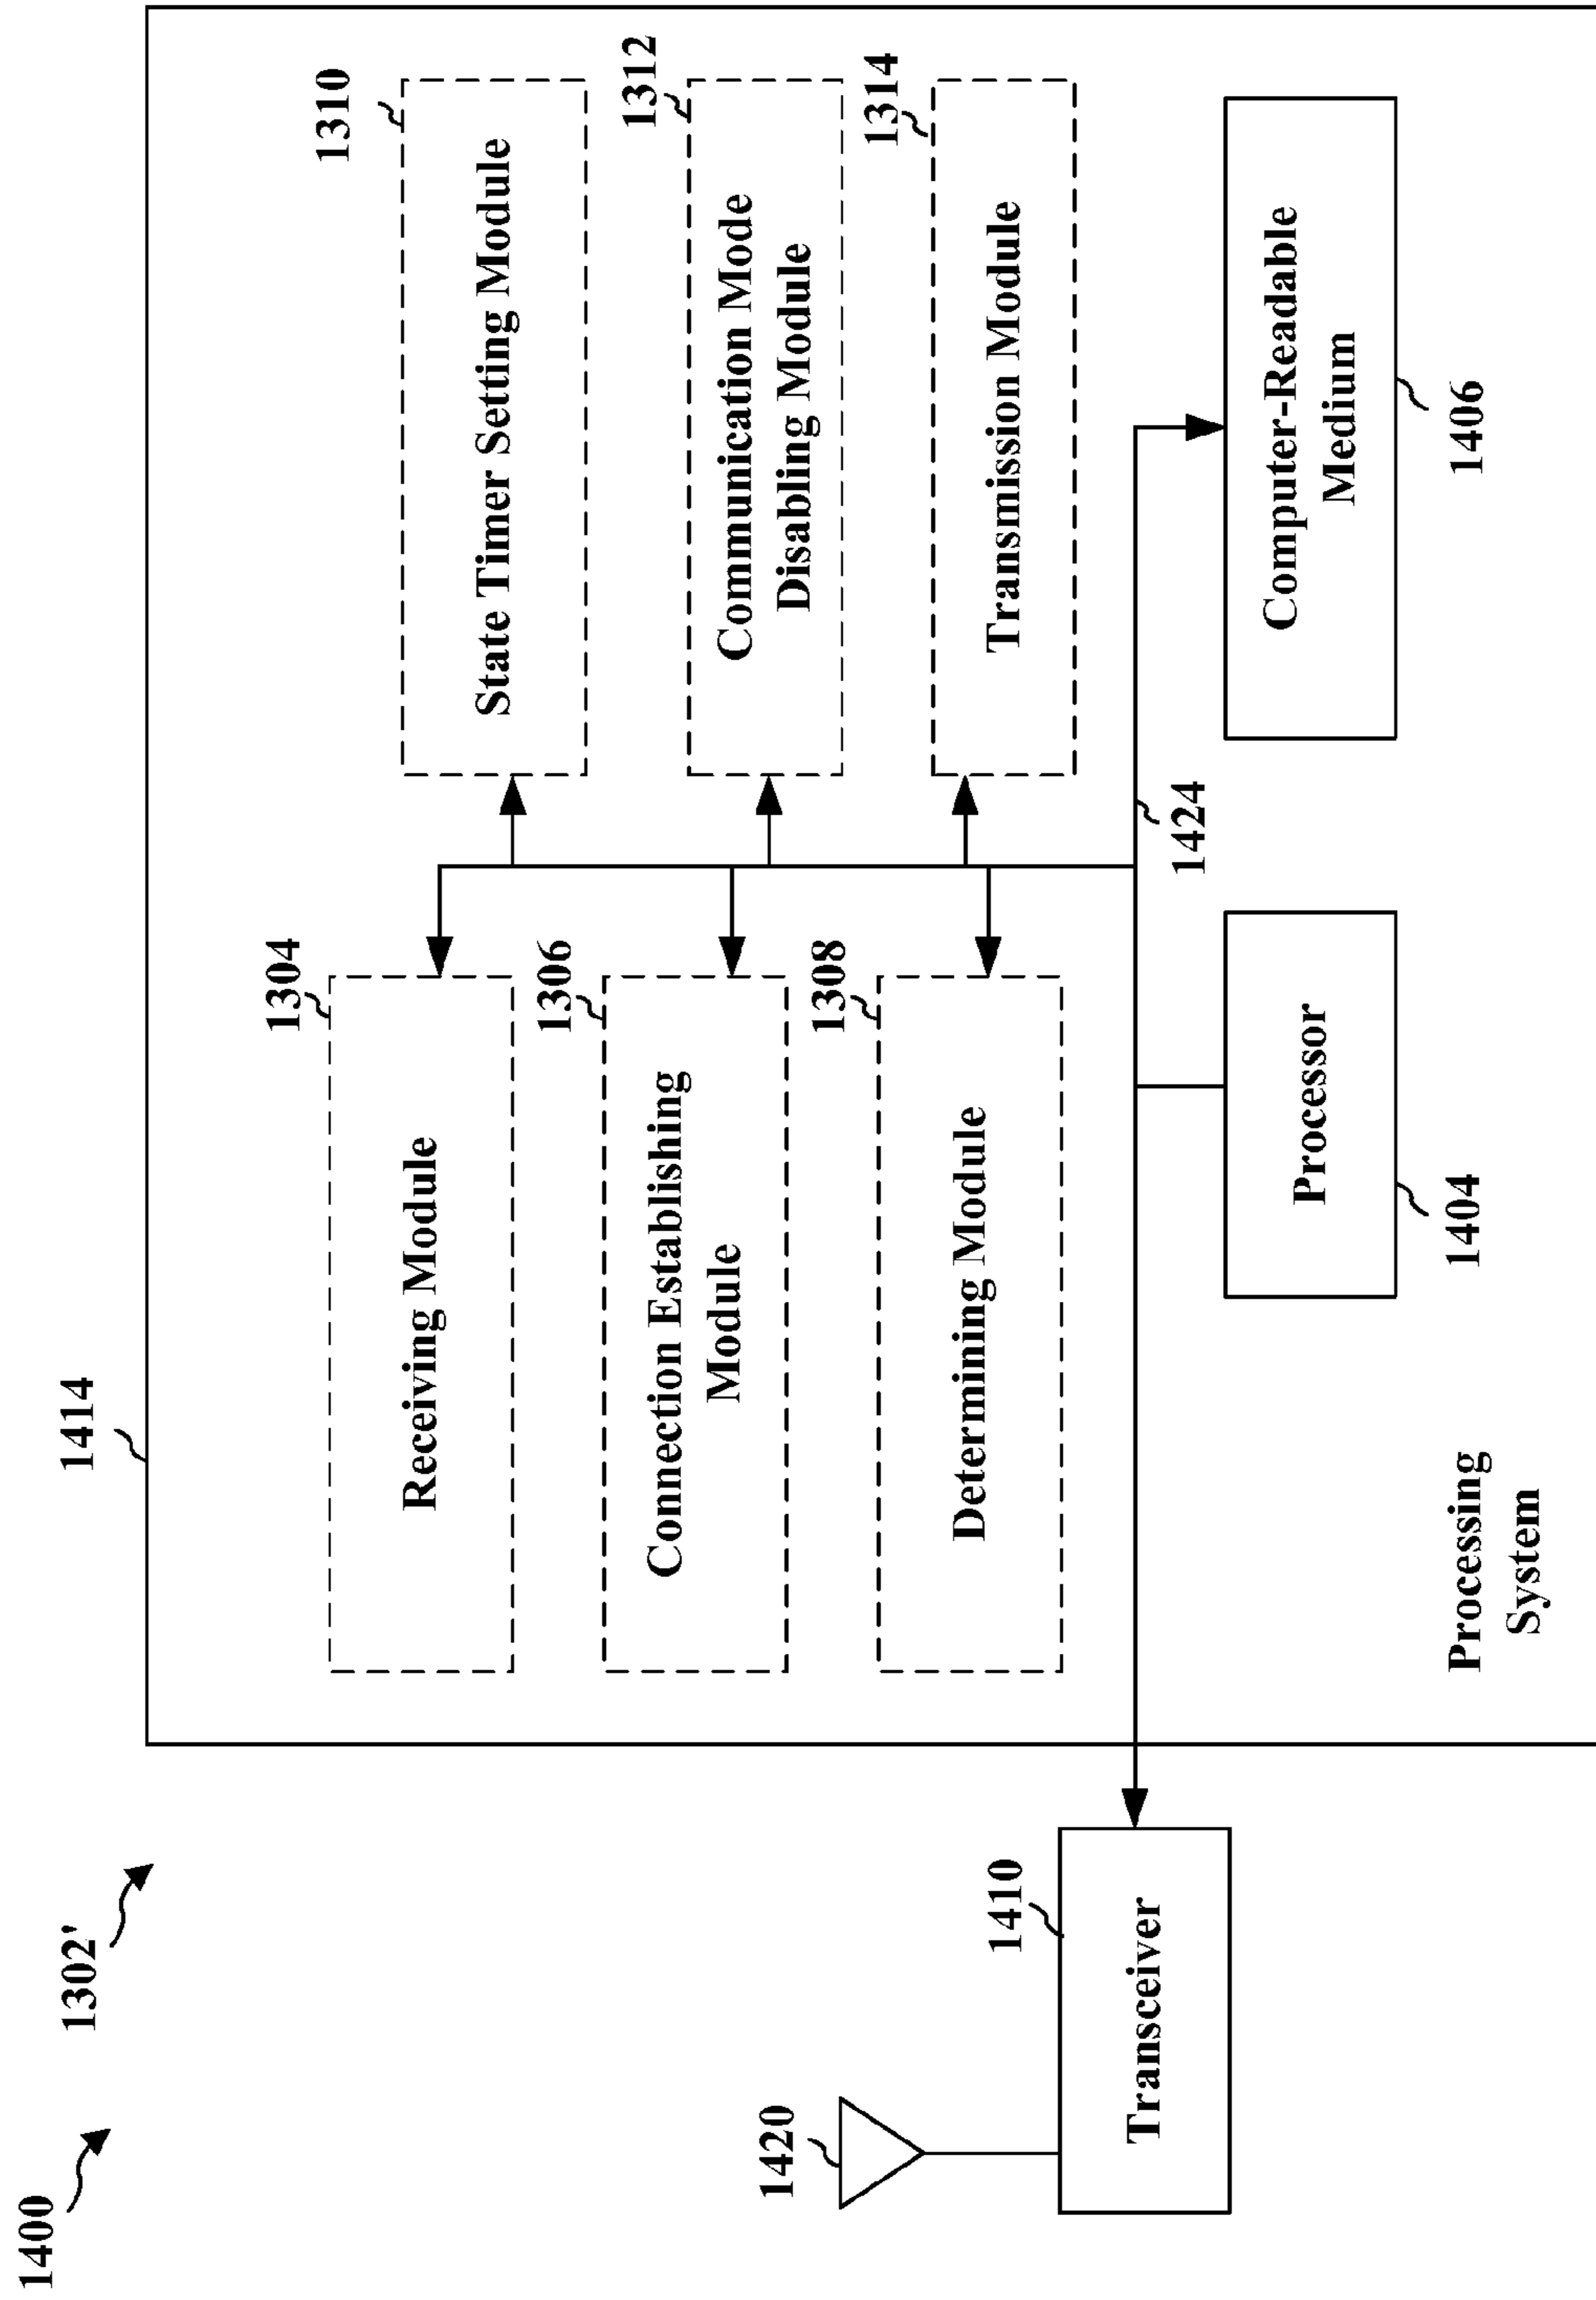 1400
1302'
1414
1304
Receiving Module
1310
State Timer Setting Module
1306
Connection Establishing
Module
1312
Communication Mode
Disabling Module
1308
Determining Module
1314
Transmission Module
1420
1410
Transceiver
1424
Processor
1404
Computer-Readable
Medium
1406
Processing
System